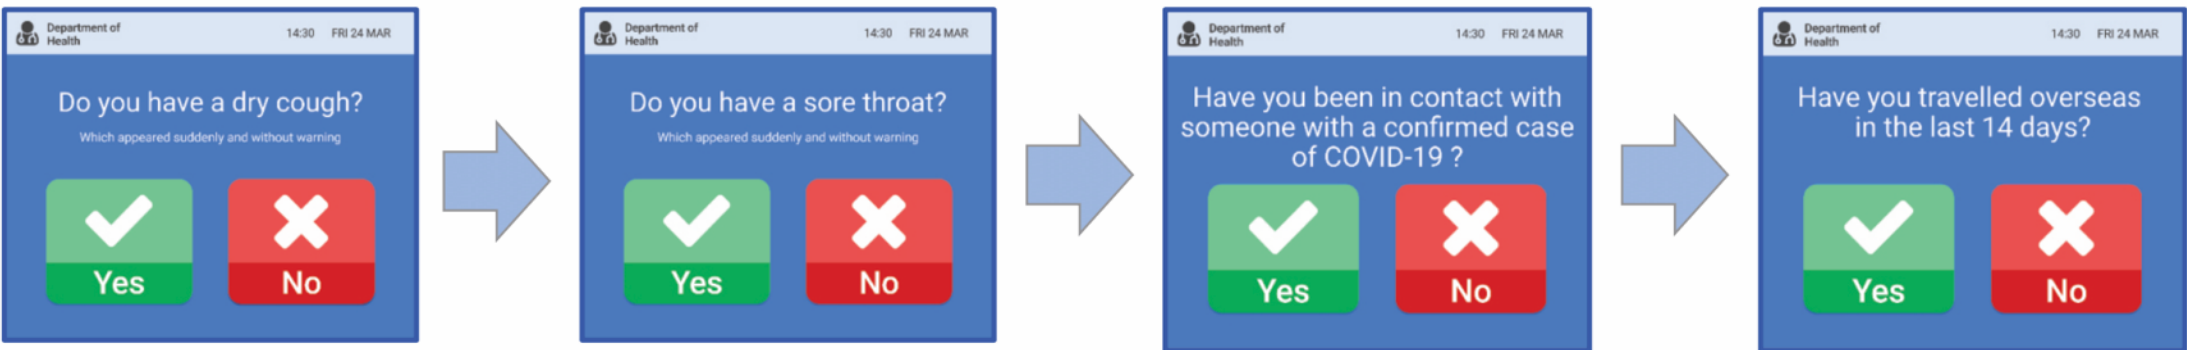 Department of
Health
14:30 FRI 24 MAR
Do you have a dry cough?
Which appeared suddenly and without warning
Yes
No
Department of
Health
14:30 FRI 24 MAR
Do you have a sore throat?
Which appeared suddenly and without warning
Yes
No
Department of
Health
14:30 FRI 24 MAR
Have you been in contact with
someone with a confirmed case
of COVID-19 ?
Yes
No
Department of
Health
14:30 FRI 24 MAR
Have you travelled overseas
in the last 14 days?
Yes
No